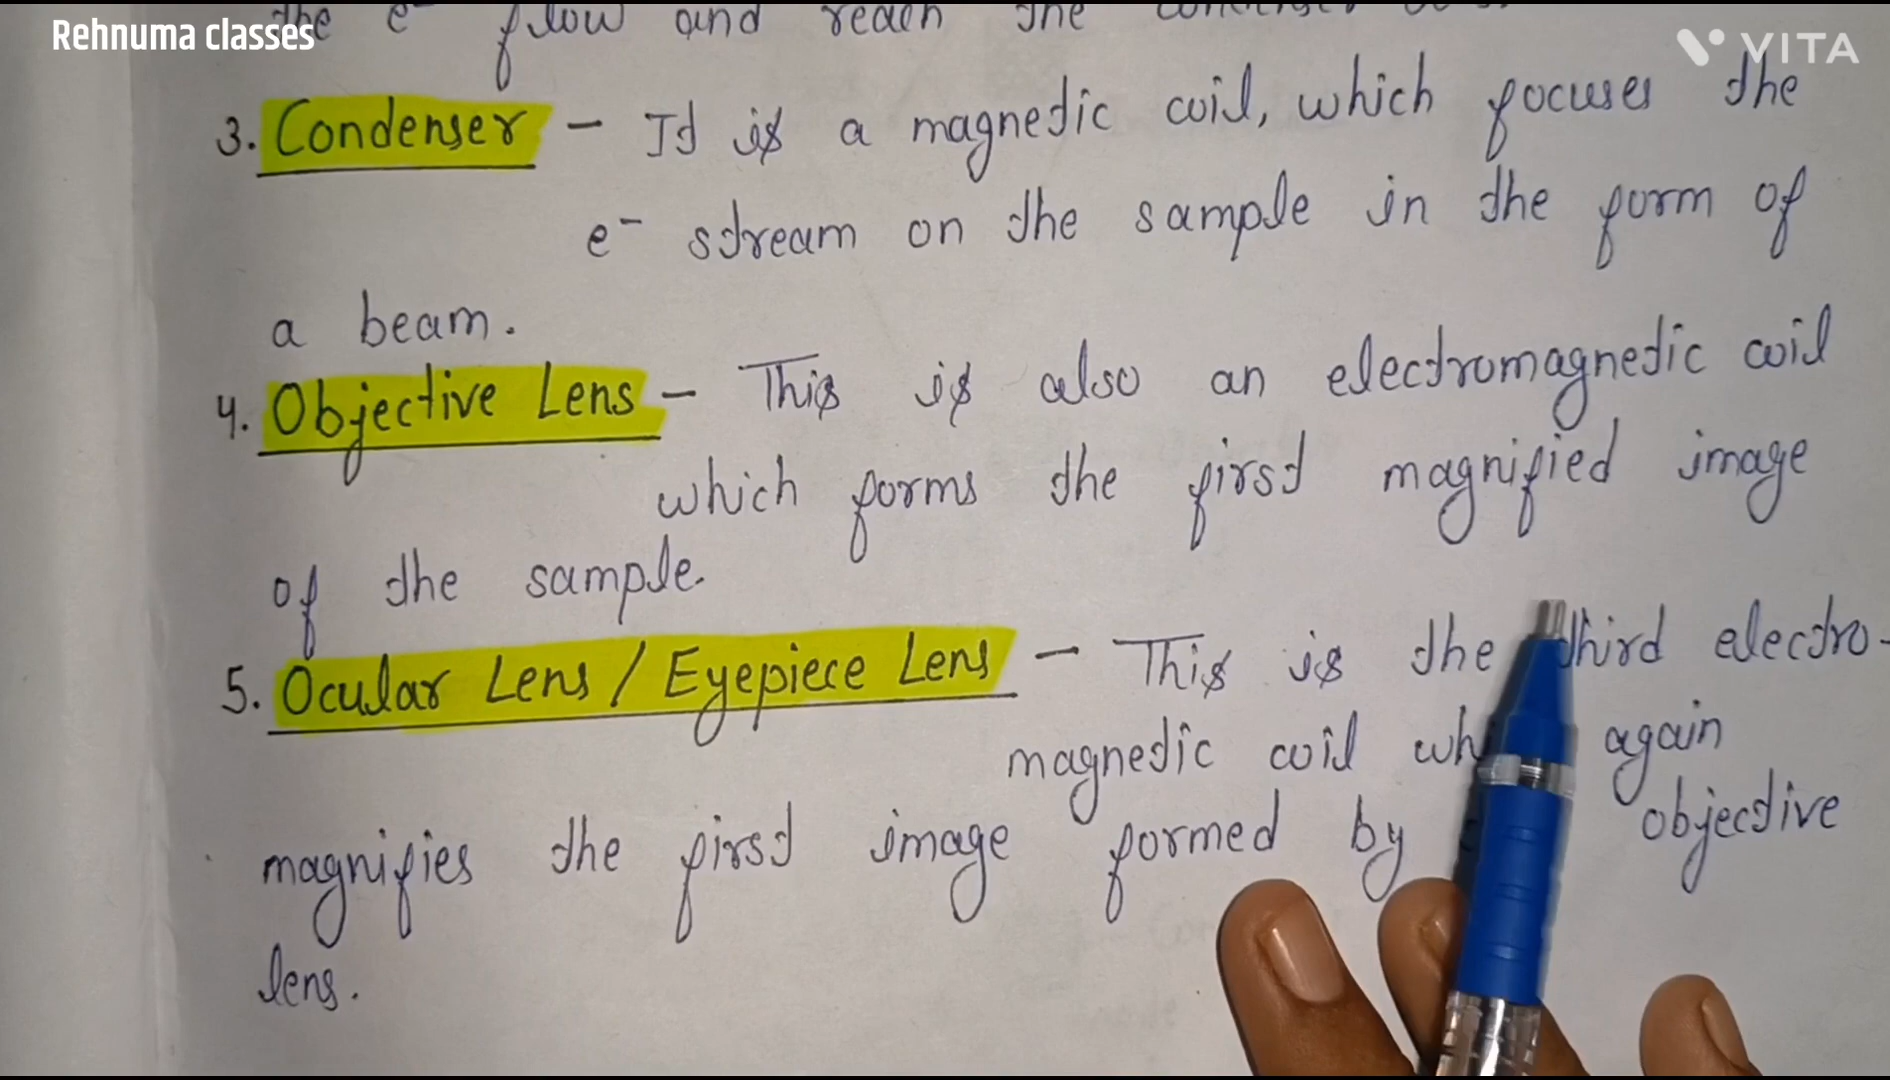 Rehnuma classes
VITA
the e⁻ flow and reach the
3. Condenser - It is a magnetic coil, which focuses the
e⁻ stream on the sample in the form of
a beam.
4. Objective Lens - This is also an electromagnetic coil
which forms the first magnified image
of the sample.
5. Ocular Lens / Eyepiece Lens - This is the third electro-
magnetic coil again
magnifies the first image formed by objective
lens.